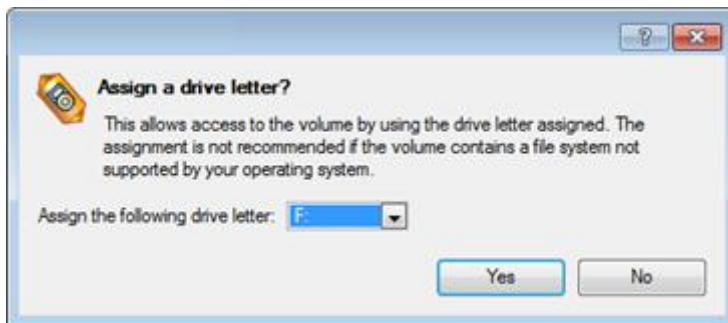 Assign a drive letter?
This allows access to the volume by using the drive letter assigned. The
assignment is not recommended if the volume contains a file system not
supported by your operating system.
Assign the following drive letter: F:
Yes No